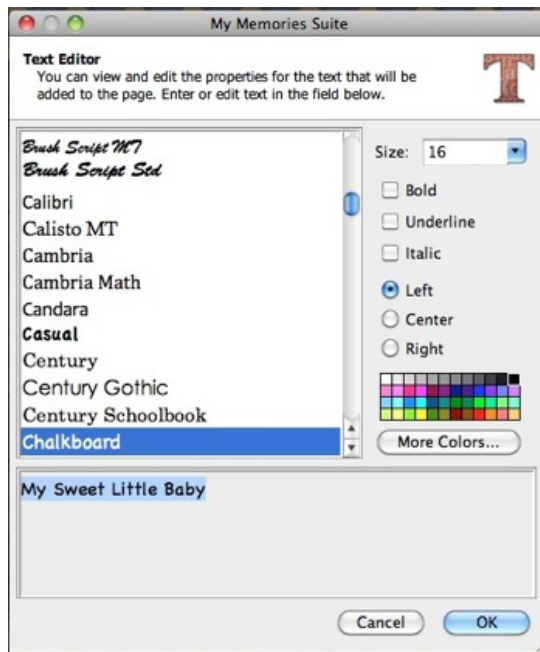 My Memories Suite
Text Editor
You can view and edit the properties for the text that will be
added to the page. Enter or edit text in the field below.
T
Brush Script MT
Brush Script Std
Calibri
Calisto MT
Cambria
Cambria Math
Candara
Casual
Century
Century Gothic
Century Schoolbook
Chalkboard
Size: 16
Bold
Underline
Italic
Left
Center
Right
More Colors...
My Sweet Little Baby
Cancel OK